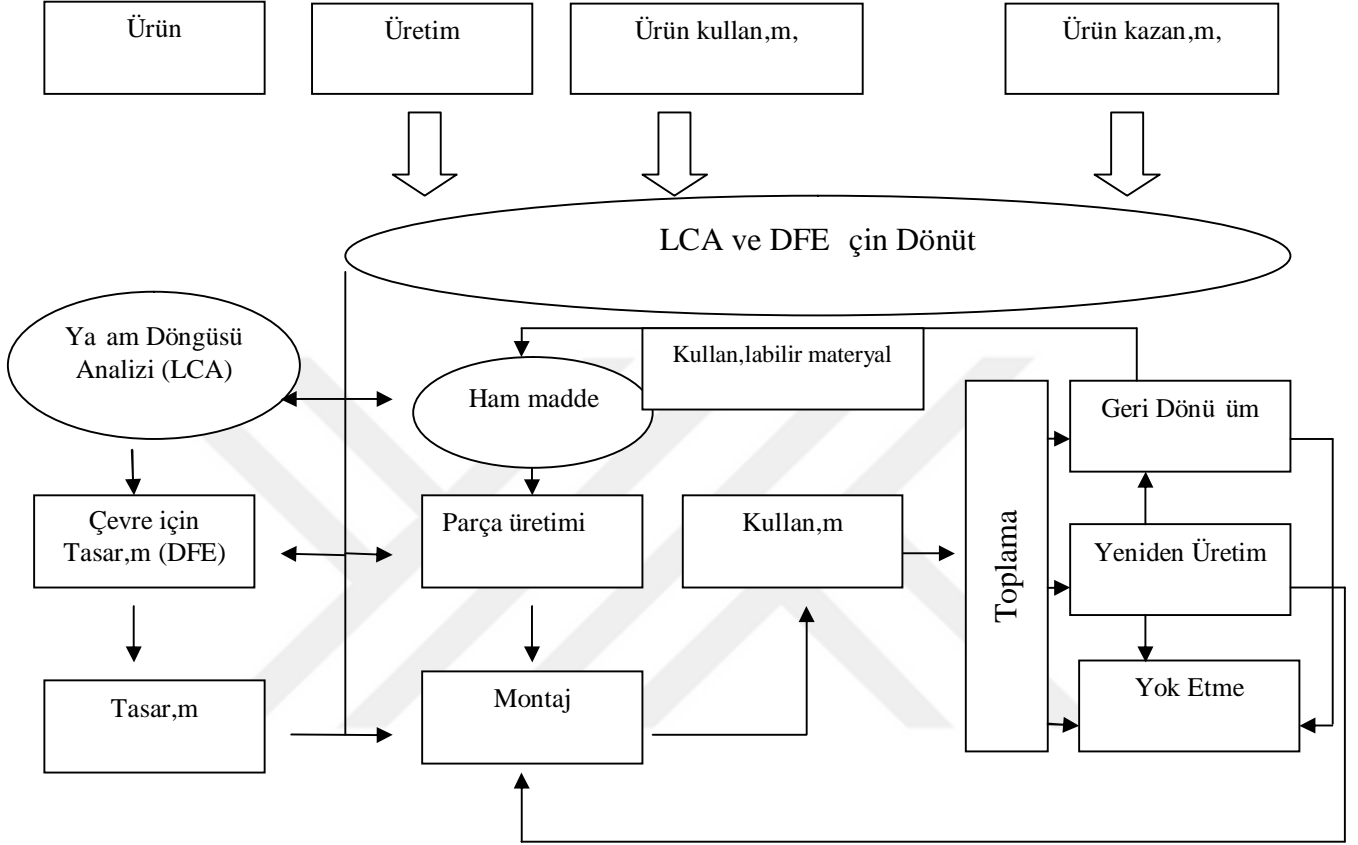 Ürün
Üretim
Ürün kullan,m,
Ürün kazan,m,
LCA ve DFE çin Dönüt
Ya am Döngüsü
Analizi (LCA)
Ham madde
Kullan,labilir materyal
Geri Dönü üm
Çevre için
Tasar,m (DFE)
Parça üretimi
Kullan,m
Toplama
Yeniden Üretim
Tasar,m
Montaj
Yok Etme